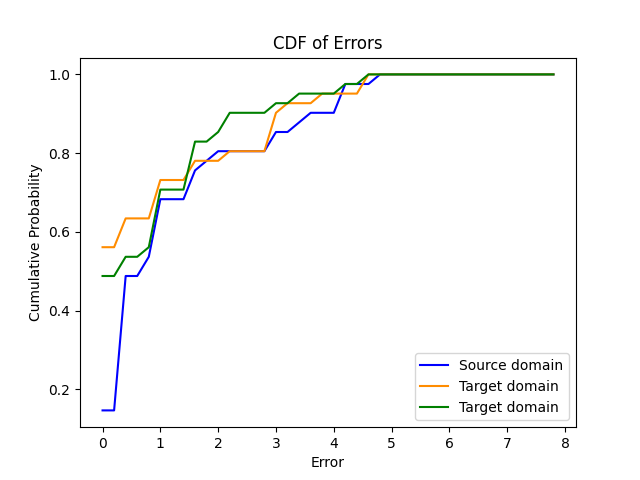 CDF of Errors
Cumulative Probability
1.0
0.8
0.6
0.4
0.2
0 1 2 3 4 5 6 7 8
Error
Source domain
Target domain
Target domain